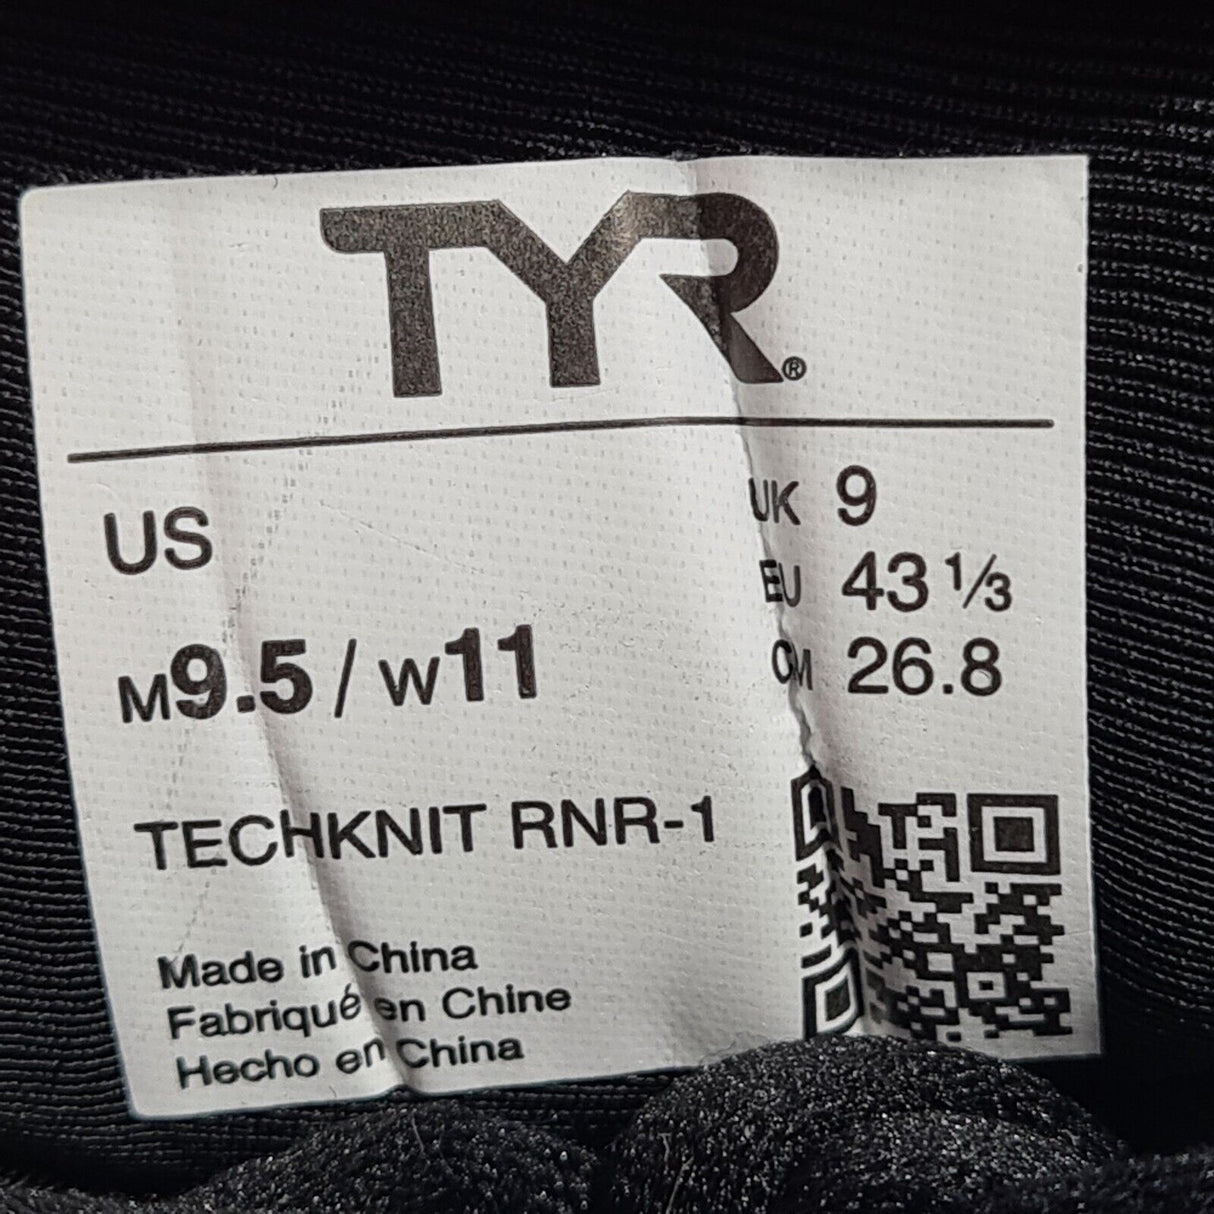 TYR®
US
M9.5 / W11
UK 9
EU 43 1/3
CM 26.8
TECHKNIT RNR-1
Made in China
Fabriqué en Chine
Hecho en China